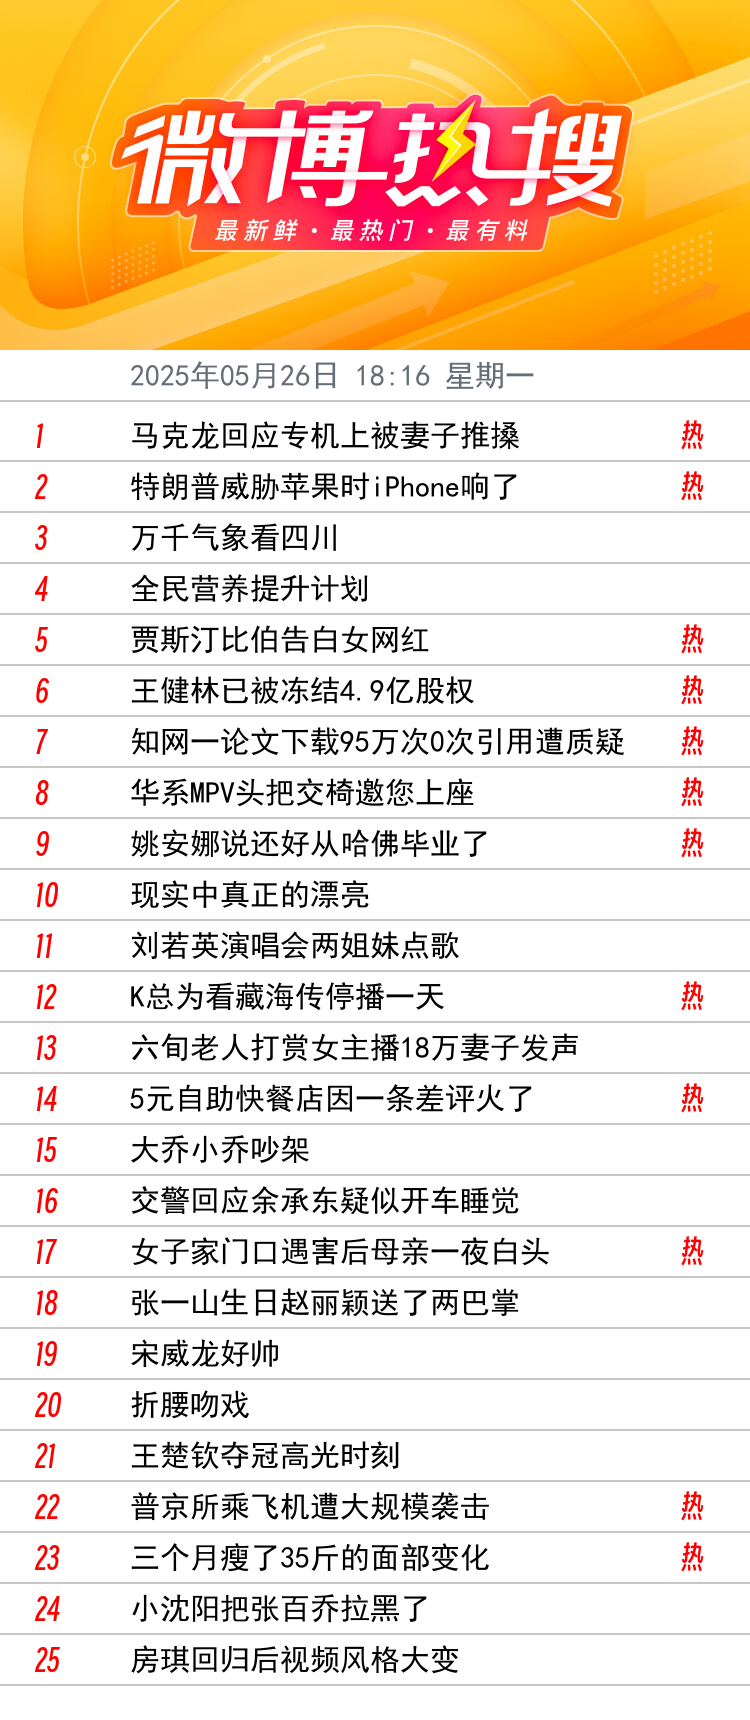 微博热搜
最新鲜·最热门·最有料
2025年05月26日 18:16 星期一
1 马克龙回应专机上被妻子推搡 热
2 特朗普威胁苹果时iPhone响了 热
3 万千气象看四川
4 全民营养提升计划
5 贾斯汀比伯告白女网红 热
6 王健林已被冻结4.9亿股权 热
7 知网一论文下载95万次0次引用遭质疑 热
8 华系MPV头把交椅邀您上座 热
9 姚安娜说还好从哈佛毕业了 热
10 现实中真正的漂亮
11 刘若英演唱会两姐妹点歌
12 K总为看藏海传停播一天 热
13 六旬老人打赏女主播18万妻子发声
14 5元自助快餐店因一条差评火了 热
15 大乔小乔吵架
16 交警回应余承东疑似开车睡觉
17 女子家门口遇害后母亲一夜白头 热
18 张一山生日赵丽颖送了两巴掌
19 宋威龙好帅
20 折腰吻戏
21 王楚钦夺冠高光时刻
22 普京所乘飞机遭大规模袭击 热
23 三个月瘦了35斤的面部变化 热
24 小沈阳把张百乔拉黑了
25 房琪回归后视频风格大变